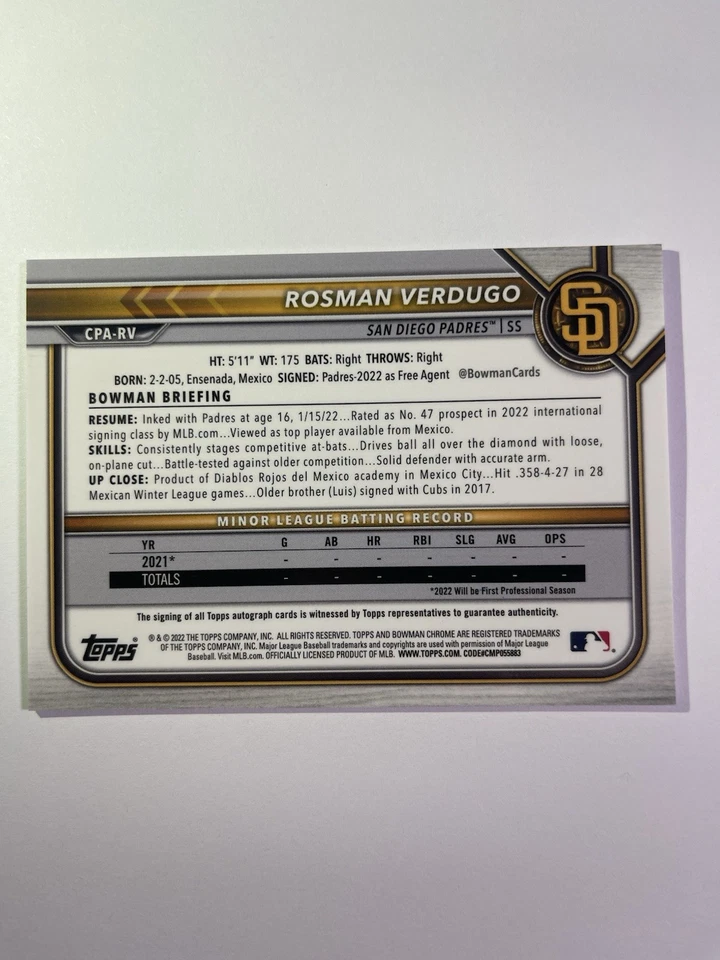 ROSMAN VERDUGO
SD
CPA-RV
SAN DIEGO PADRES™ | SS
HT: 5'11" WT: 175 BATS: Right THROWS: Right
BORN: 2-2-05, Ensenada, Mexico SIGNED: Padres-2022 as Free Agent @BowmanCards
BOWMAN BRIEFING
RESUME: Inked with Padres at age 16, 1/15/22...Rated as No. 47 prospect in 2022 international
signing class by MLB.com...Viewed as top player available from Mexico.
SKILLS: Consistently stages competitive at-bats...Drives ball all over the diamond with loose,
on-plane cut...Battle-tested against older competition...Solid defender with accurate arm.
UP CLOSE: Product of Diablos Rojos del Mexico academy in Mexico City...Hit .358-4-27 in 28
Mexican Winter League games...Older brother (Luis) signed with Cubs in 2017.
MINOR LEAGUE BATTING RECORD
YR G AB HR RBI SLG AVG OPS
2021* - - - - - - -
TOTALS - - - - - - -
*2022 Will be First Professional Season
The signing of all Topps autograph cards is witnessed by Topps representatives to guarantee authenticity.
Topps®
® & © 2022 THE TOPPS COMPANY, INC. ALL RIGHTS RESERVED. TOPPS AND BOWMAN CHROME ARE REGISTERED TRADEMARKS
OF THE TOPPS COMPANY, INC. Major League Baseball trademarks and copyrights are used with permission of Major League
Baseball. Visit MLB.com. OFFICIALLY LICENSED PRODUCT OF MLB. WWW.TOPPS.COM. CODE#CMP055883